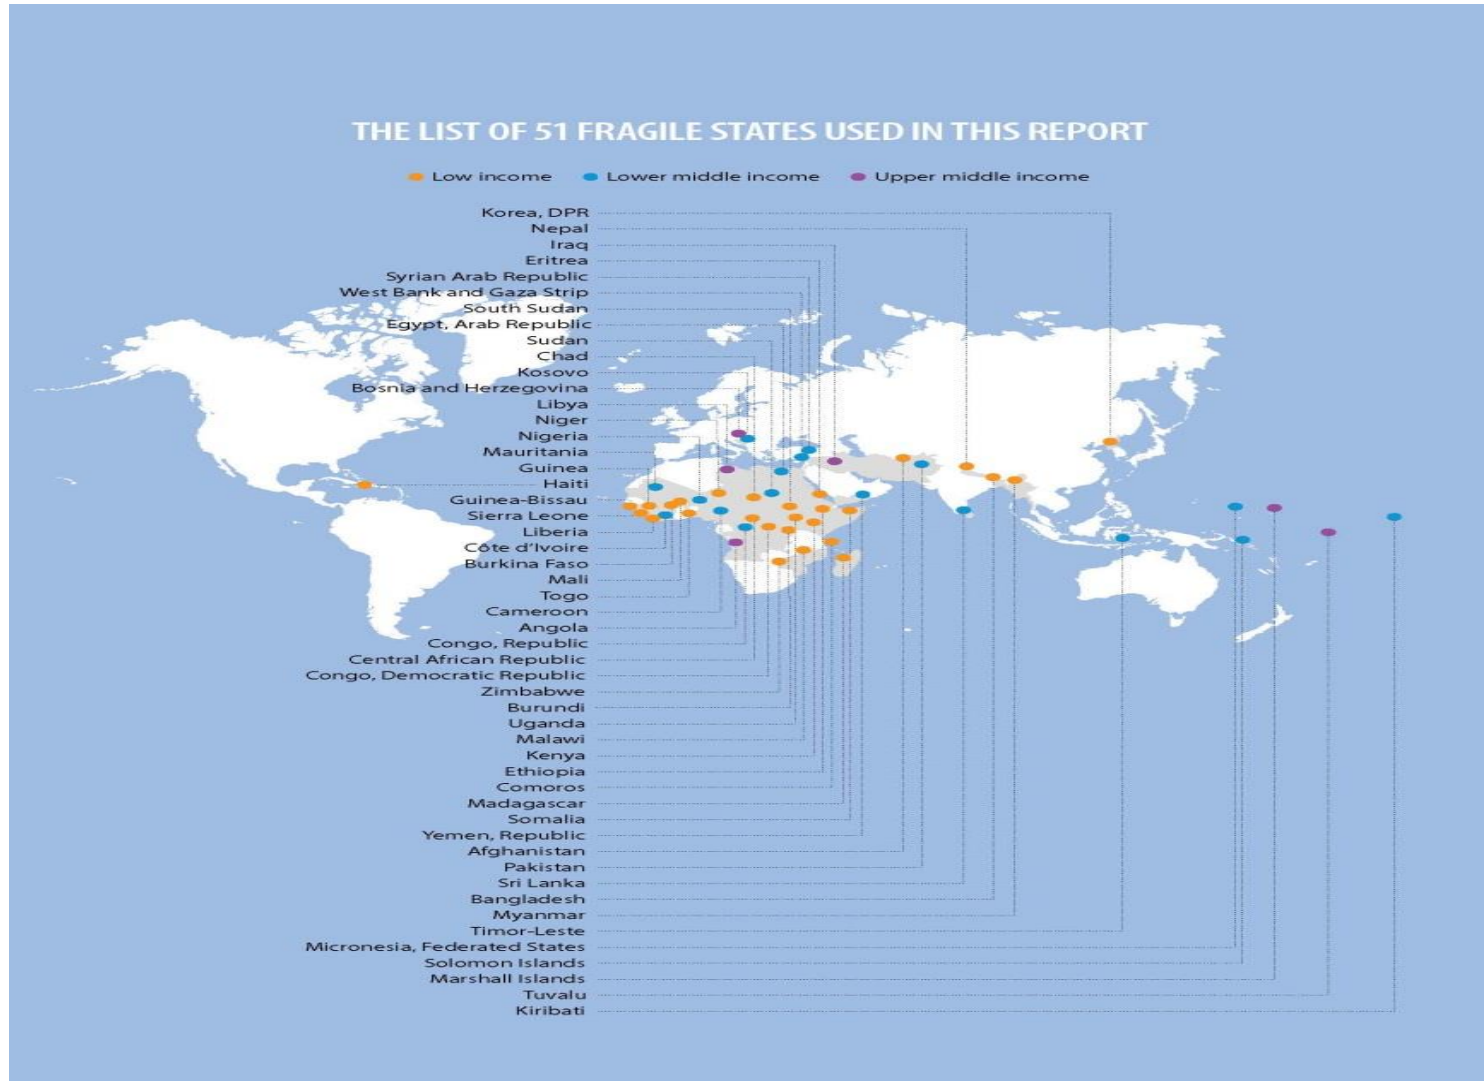 THE LIST OF 51 FRAGILE STATES USED IN THIS REPORT
Low income Lower middle income Upper middle income
Korea, DPR
Nepal
Iraq
Eritrea
Syrian Arab Republic
West Bank and Gaza Strip
South Sudan
Egypt, Arab Republic
Sudan
Chad
Kosovo
Bosnia and Herzegovina
Libya
Niger
Nigeria
Mauritania
Guinea
Haiti
Guinea-Bissau
Sierra Leone
Liberia
Côte d'Ivoire
Burkina Faso
Mali
Togo
Cameroon
Angola
Congo, Republic
Central African Republic
Congo, Democratic Republic
Zimbabwe
Burundi
Uganda
Malawi
Kenya
Ethiopia
Comoros
Madagascar
Somalia
Yemen, Republic
Afghanistan
Pakistan
Sri Lanka
Bangladesh
Myanmar
Timor-Leste
Micronesia, Federated States
Solomon Islands
Marshall Islands
Tuvalu
Kiribati